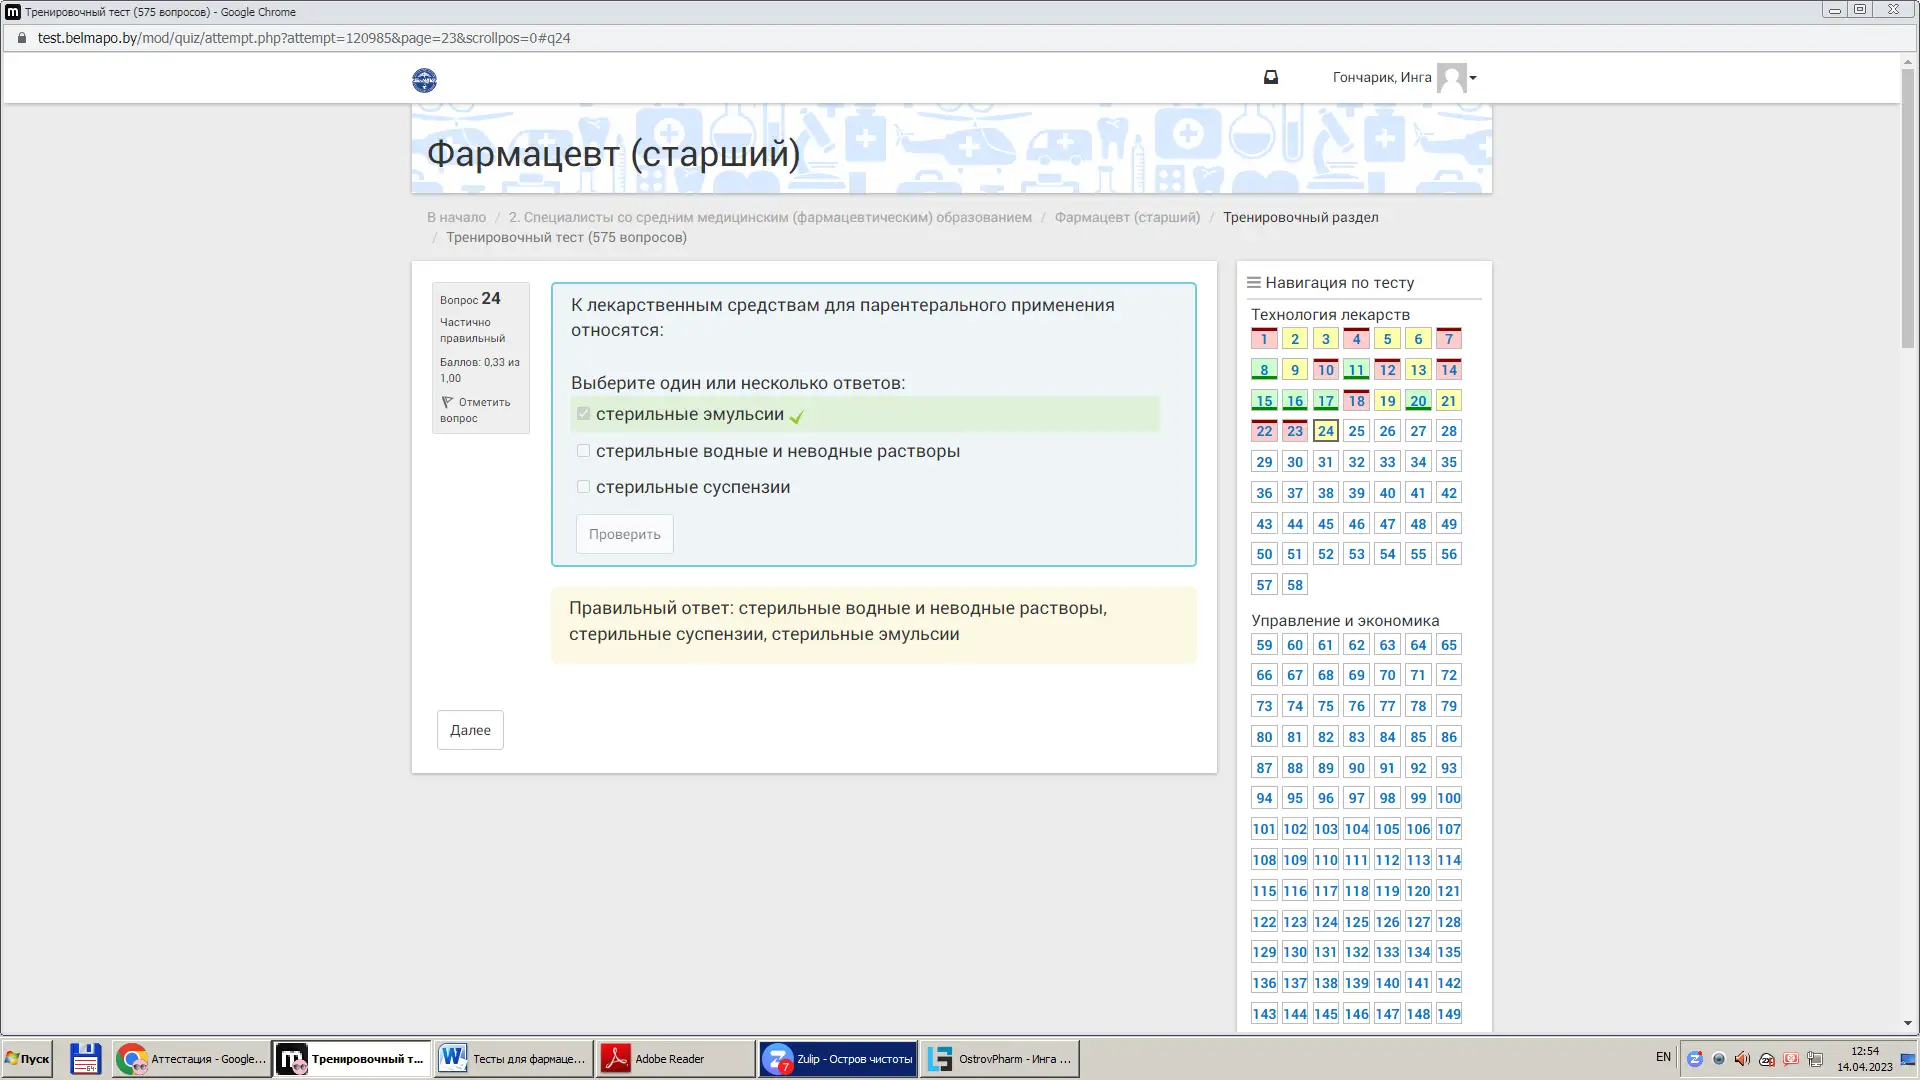 Тренировочный тест (575 вопросов) - Google Chrome
test.belmapo.by/mod/quiz/attempt.php?attempt=120985&page=23&scrollpos=0#q24
Гончарик, Инга
Фармацевт (старший)
В начало / 2. Специалисты со средним медицинским (фармацевтическим) образованием / Фармацевт (старший) / Тренировочный раздел
/ Тренировочный тест (575 вопросов)
Вопрос 24
Частично
правильный
Баллов: 0,33 из
1,00
Отметить
вопрос
К лекарственным средствам для парентерального применения
относятся:
Выберите один или несколько ответов:
стерильные эмульсии
стерильные водные и неводные растворы
стерильные суспензии
Проверить
Правильный ответ: стерильные водные и неводные растворы,
стерильные суспензии, стерильные эмульсии
Далее
Навигация по тесту
Технология лекарств
1 2 3 4 5 6 7
8 9 10 11 12 13 14
15 16 17 18 19 20 21
22 23 24 25 26 27 28
29 30 31 32 33 34 35
36 37 38 39 40 41 42
43 44 45 46 47 48 49
50 51 52 53 54 55 56
57 58
Управление и экономика
59 60 61 62 63 64 65
66 67 68 69 70 71 72
73 74 75 76 77 78 79
80 81 82 83 84 85 86
87 88 89 90 91 92 93
94 95 96 97 98 99 100
101 102 103 104 105 106 107
108 109 110 111 112 113 114
115 116 117 118 119 120 121
122 123 124 125 126 127 128
129 130 131 132 133 134 135
136 137 138 139 140 141 142
143 144 145 146 147 148 149
Пуск
Аттестация - Google...
Тренировочный т...
Тесты для фармаце...
Adobe Reader
Zulip - Остров чистоты
OstrovPharm - Инга ...
EN
12:54
14.04.2023